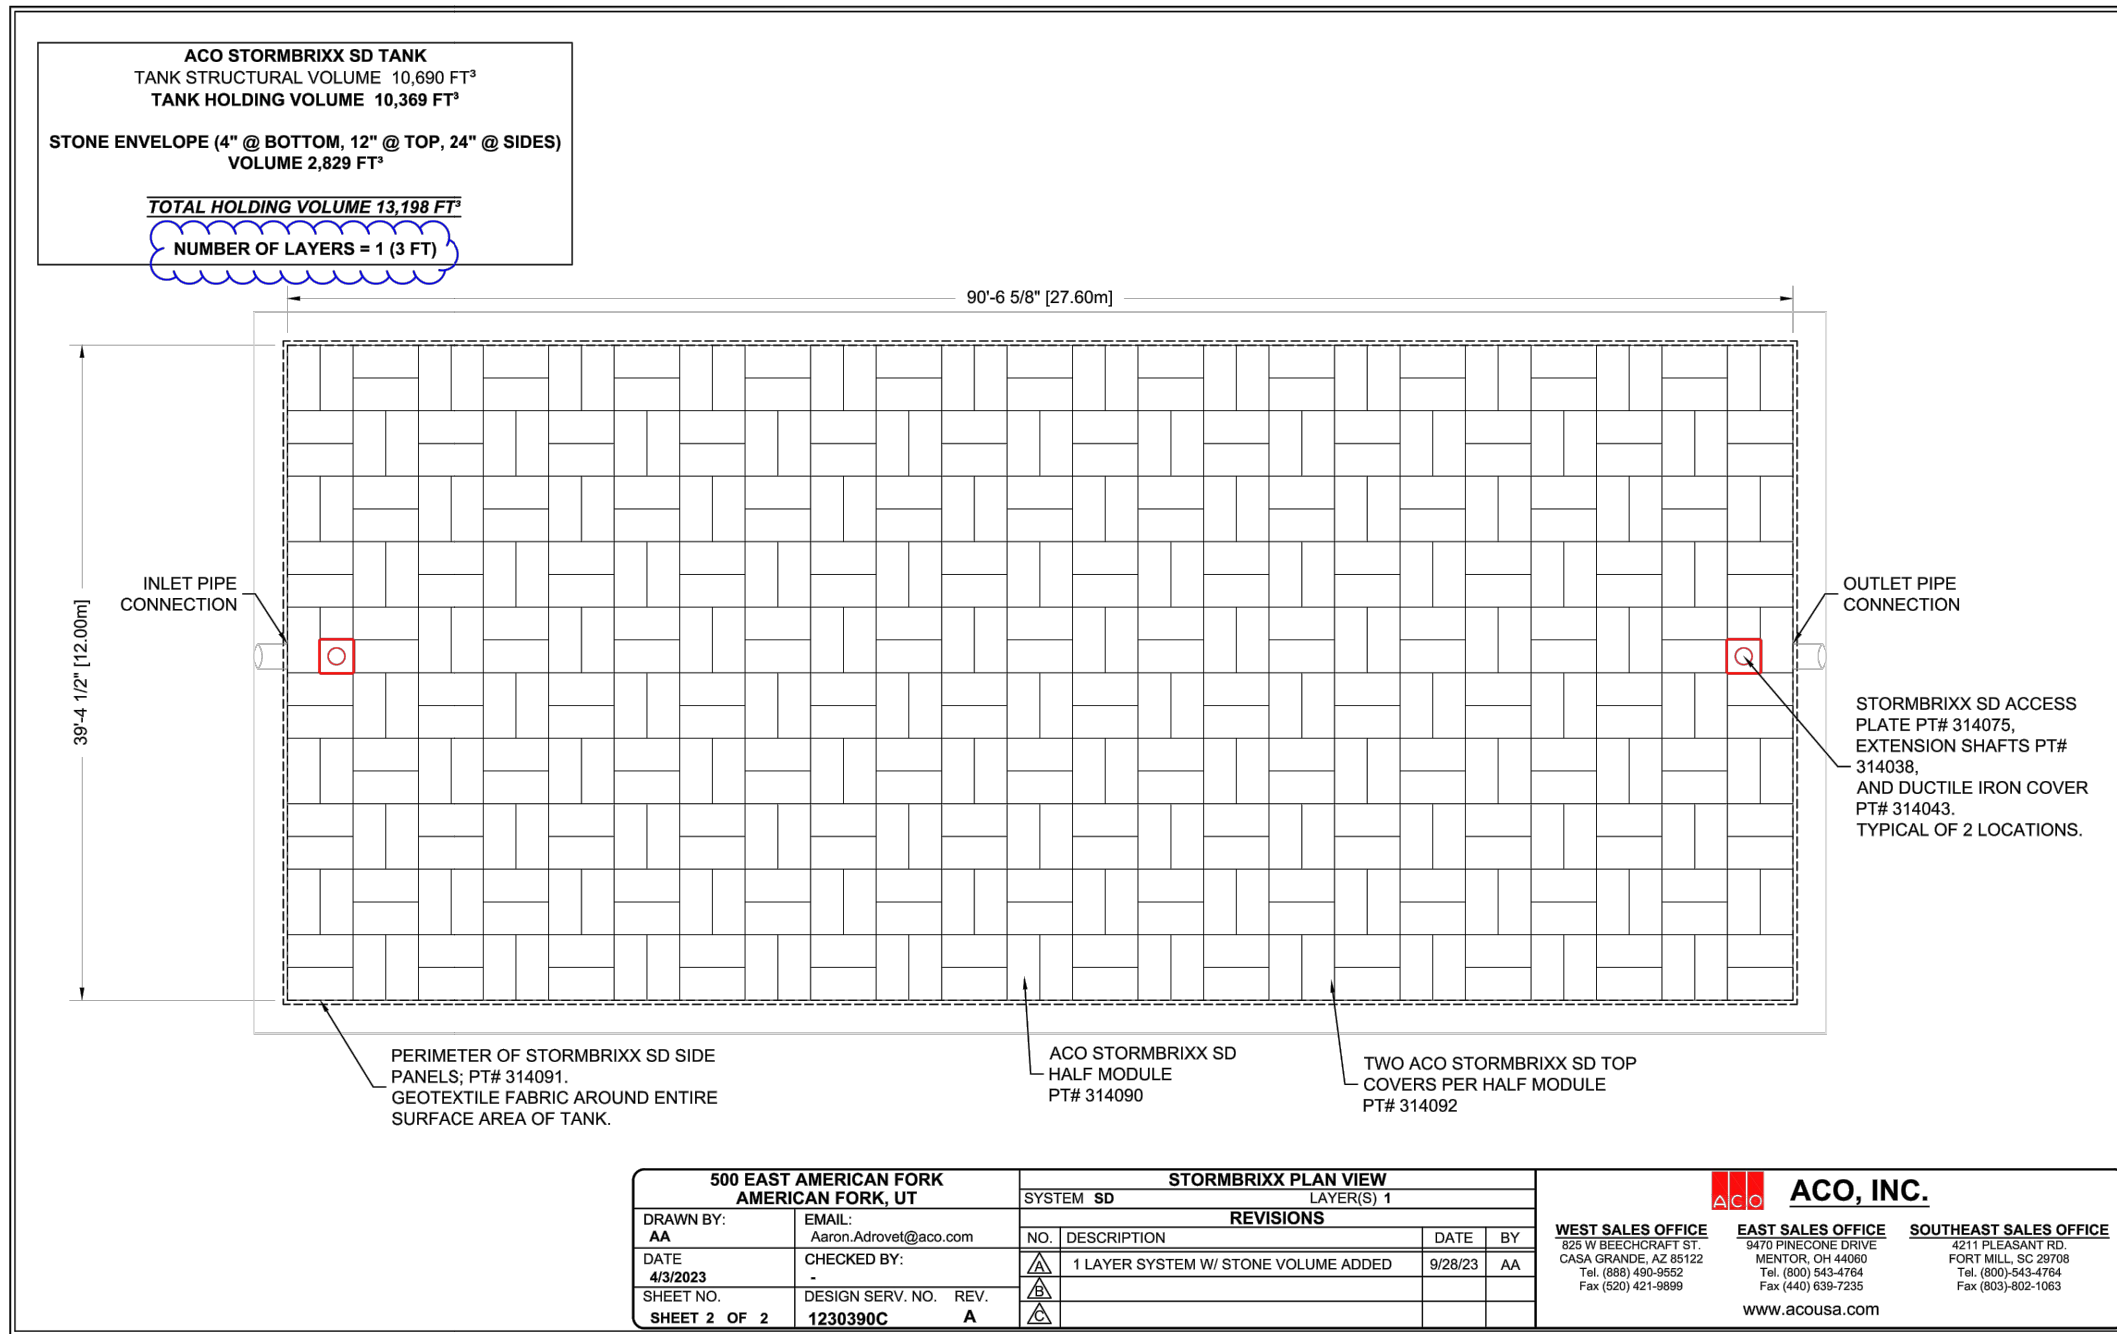 ACO STORMBRIXX SD TANK
TANK STRUCTURAL VOLUME 10,690 FT³
TANK HOLDING VOLUME 10,369 FT³
STONE ENVELOPE (4" @ BOTTOM, 12" @ TOP, 24" @ SIDES)
VOLUME 2,829 FT³
TOTAL HOLDING VOLUME 13,198 FT³
NUMBER OF LAYERS = 1 (3 FT)
90'-6 5/8" [27.60m]
39'-4 1/2" [12.00m]
INLET PIPE
CONNECTION
OUTLET PIPE
CONNECTION
STORMBRIXX SD ACCESS
PLATE PT# 314075,
EXTENSION SHAFTS PT#
314038,
AND DUCTILE IRON COVER
PT# 314043.
TYPICAL OF 2 LOCATIONS.
PERIMETER OF STORMBRIXX SD SIDE
PANELS; PT# 314091.
GEOTEXTILE FABRIC AROUND ENTIRE
SURFACE AREA OF TANK.
ACO STORMBRIXX SD
HALF MODULE
PT# 314090
TWO ACO STORMBRIXX SD TOP
COVERS PER HALF MODULE
PT# 314092
500 EAST AMERICAN FORK
AMERICAN FORK, UT
DRAWN BY:
AA
EMAIL:
Aaron.Adrovet@aco.com
DATE
4/3/2023
CHECKED BY:
-
SHEET NO.
SHEET 2 OF 2
DESIGN SERV. NO. REV.
1230390C A
STORMBRIXX PLAN VIEW
SYSTEM SD LAYER(S) 1
REVISIONS
NO. DESCRIPTION DATE BY
A 1 LAYER SYSTEM W/ STONE VOLUME ADDED 9/28/23 AA
B
C
ACO ACO, INC.
WEST SALES OFFICE
825 W BEECHCRAFT ST.
CASA GRANDE, AZ 85122
Tel. (888) 490-9552
Fax (520) 421-9899
EAST SALES OFFICE
9470 PINECONE DRIVE
MENTOR, OH 44060
Tel. (800) 543-4764
Fax (440) 639-7235
SOUTHEAST SALES OFFICE
4211 PLEASANT RD.
FORT MILL, SC 29708
Tel. (800)-543-4764
Fax (803)-802-1063
www.acousa.com